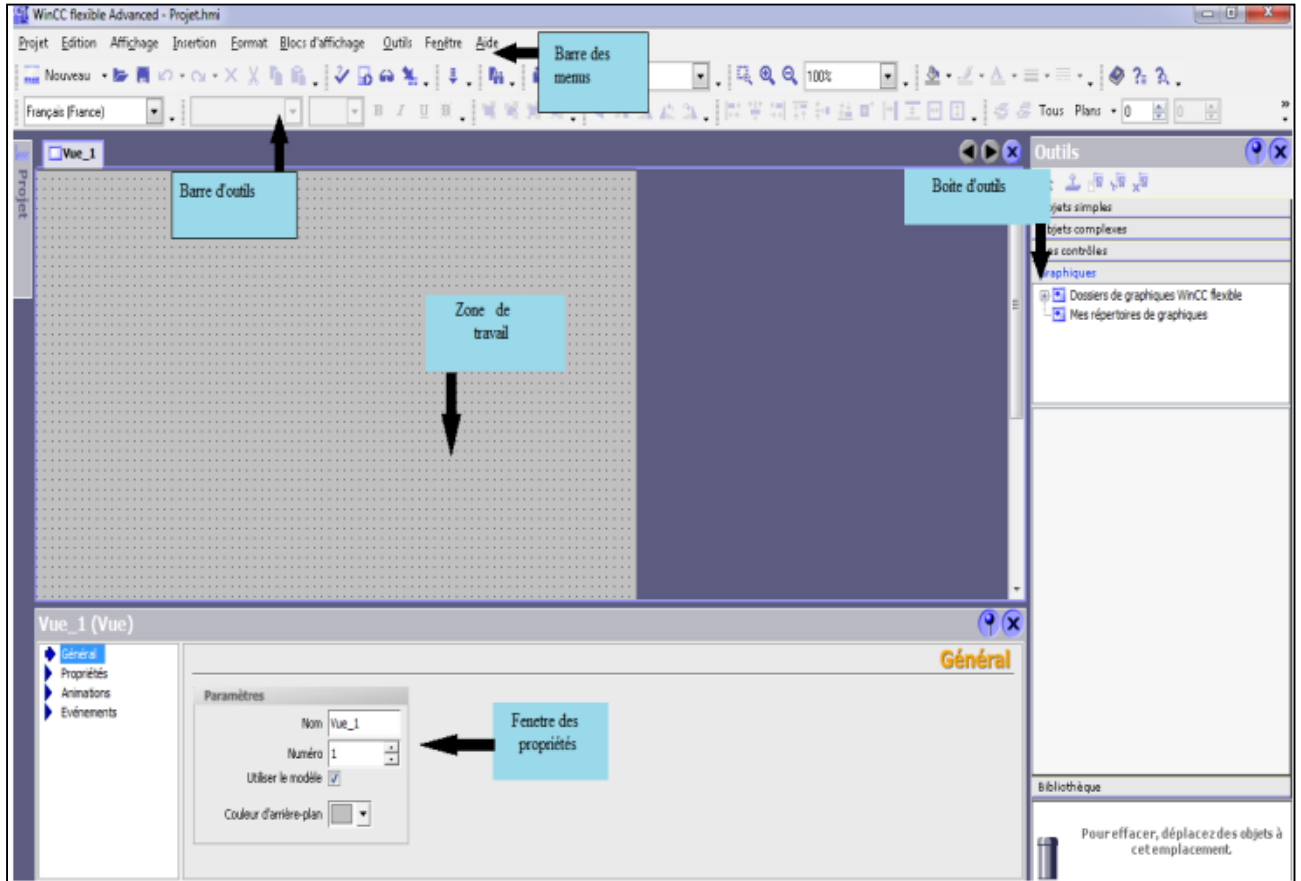 WinCC flexible Advanced - Projet.hmi
Projet Edition Affichage Insertion Format Blocs d'affichage Outils Fenêtre Aide
Barre des
menus
Nouveau
100%
Français (France)
Tous Plans 0 0
Projet
Vue_1
Outils
Barre d'outils
Boite d'outils
jets simples
bjets complexes
es contrôles
raphiques
Dossiers de graphiques WinCC flexible
Mes répertoires de graphiques
Zone de
travail
Vue_1 (Vue)
Général
Propriétés
Animations
Evénements
Général
Paramètres
Nom Vue_1
Numéro 1
Utiliser le modèle
Couleur d'arrière-plan
Fenetre des
propriétés
Bibliothèque
Pour effacer, déplacez des objets à
cet emplacement.